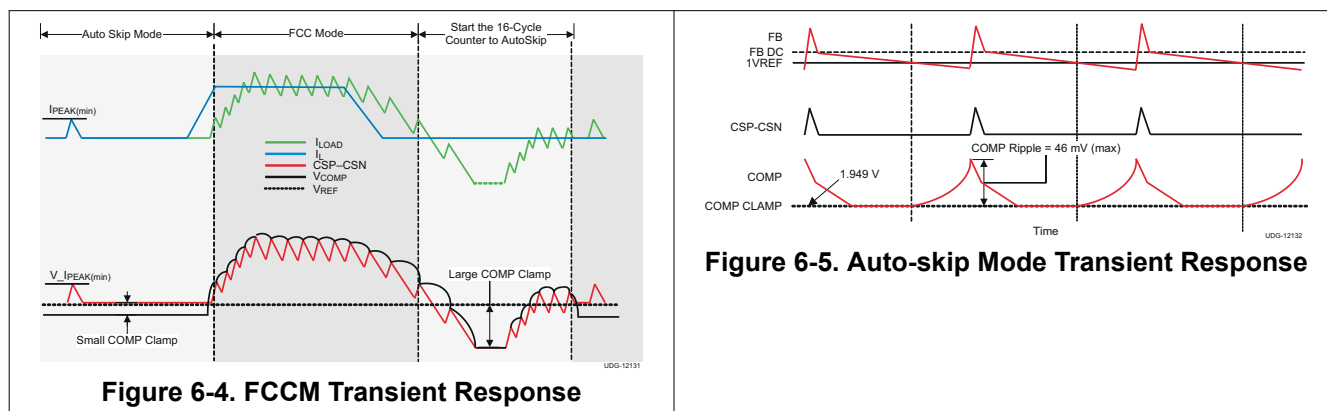 Auto Skip Mode
FCC Mode
Start the 16-Cycle
Counter to AutoSkip
IPEAK(min)
ILOAD
IL
CSP–CSN
VCOMP
VREF
V_IPEAK(min)
Large COMP Clamp
Small COMP Clamp
UDG-12131
Figure 6-4. FCCM Transient Response
FB
FB DC
1VREF
CSP-CSN
COMP Ripple = 46 mV (max)
COMP
1.949 V
COMP CLAMP
Time
UDG-12132
Figure 6-5. Auto-skip Mode Transient Response